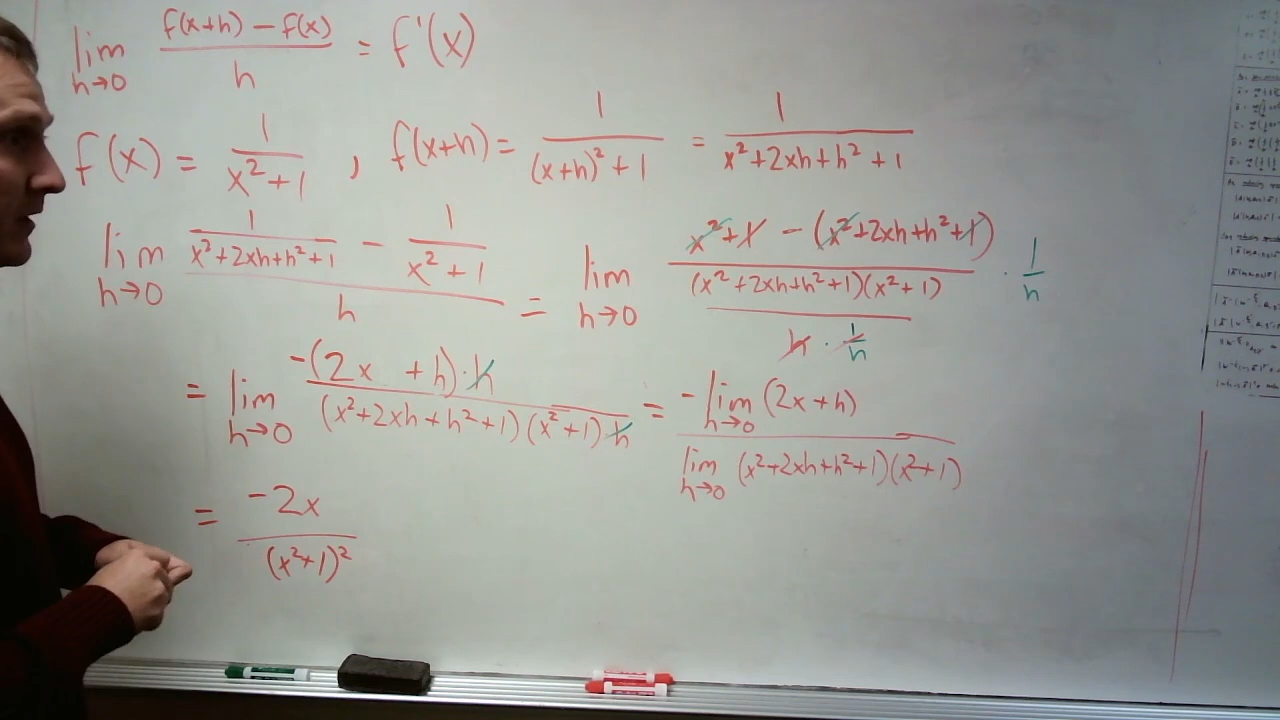 lim h→0 (f(x+h) − f(x))/h = f'(x)
f(x) = 1/(x²+1) , f(x+h) = 1/((x+h)²+1) = 1/(x²+2xh+h²+1)
lim h→0 (1/(x²+2xh+h²+1) − 1/(x²+1))/h = lim h→0 ((x²+1 − (x²+2xh+h²+1))/((x²+2xh+h²+1)(x²+1)))/(h · 1/h) · 1/h
= lim h→0 (−(2x +h)·h)/((x²+2xh+h²+1)(x²+1)·h) = (−lim h→0 (2x+h))/(lim h→0 (x²+2xh+h²+1)(x²+1))
= −2x/(x²+1)²